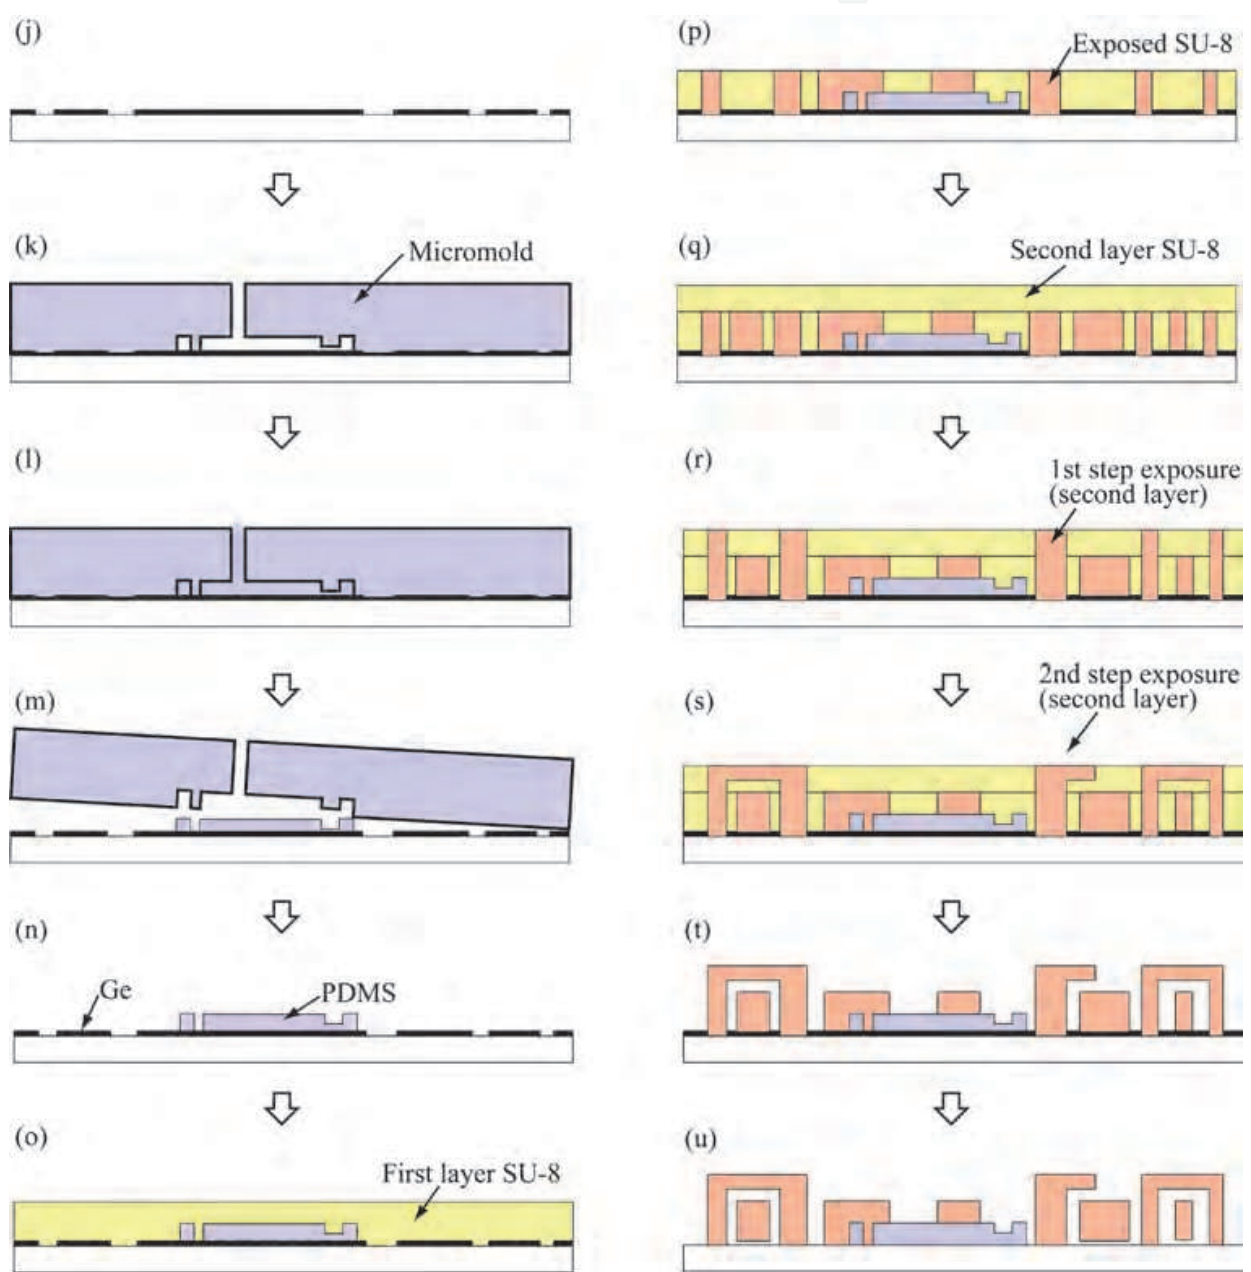 (j)
(k)
Micromold
(l)
(m)
(n)
Ge
PDMS
(o)
First layer SU-8
(p)
Exposed SU-8
(q)
Second layer SU-8
(r)
1st step exposure
(second layer)
(s)
2nd step exposure
(second layer)
(t)
(u)